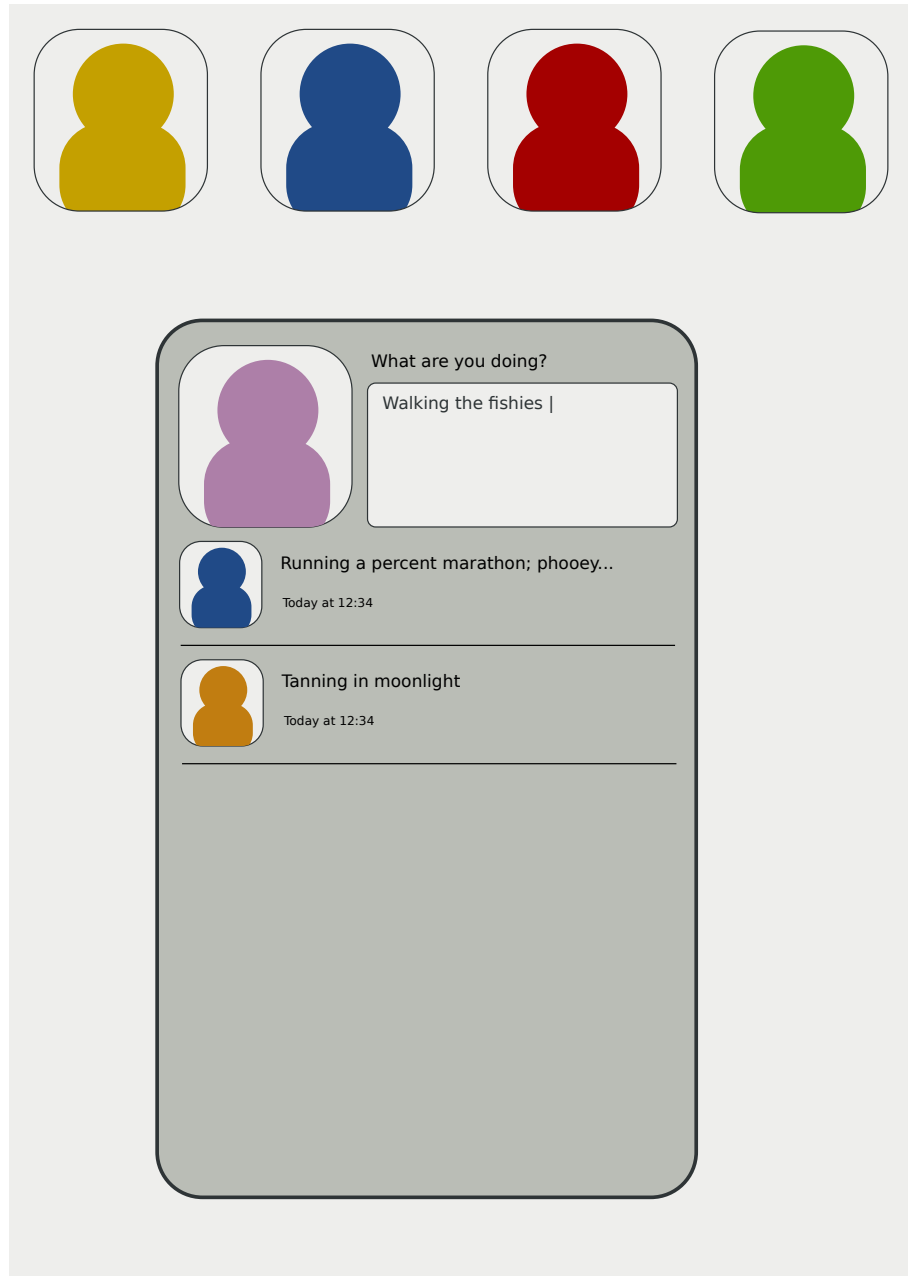 What are you doing?
Walking the fishies |
Running a percent marathon; phooey...
Today at 12:34
Tanning in moonlight
Today at 12:34